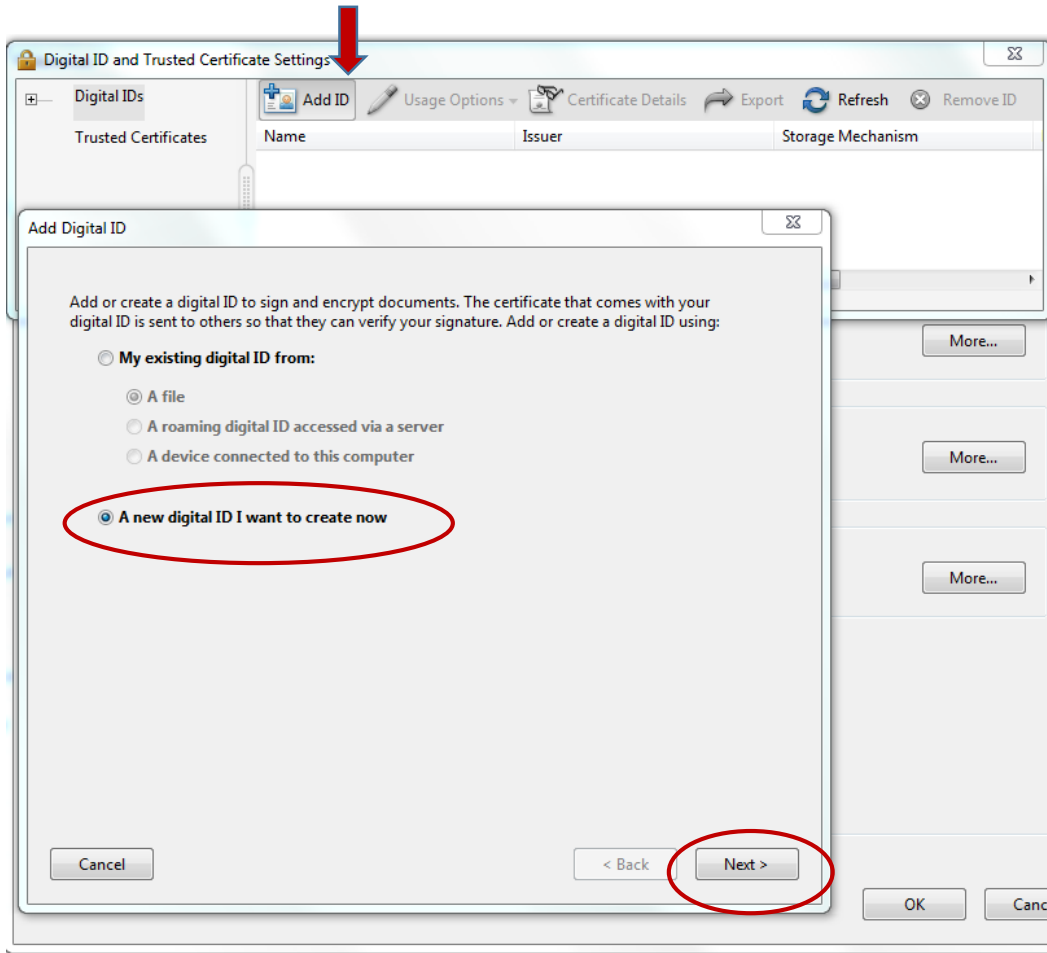 Digital ID and Trusted Certificate Settings
Digital IDs
Add ID
Usage Options
Certificate Details
Export
Refresh
Remove ID
Trusted Certificates
Name
Issuer
Storage Mechanism
Add Digital ID
Add or create a digital ID to sign and encrypt documents. The certificate that comes with your
digital ID is sent to others so that they can verify your signature. Add or create a digital ID using:
My existing digital ID from:
A file
A roaming digital ID accessed via a server
A device connected to this computer
A new digital ID I want to create now
More...
More...
More...
Cancel
< Back
Next >
OK
Canc